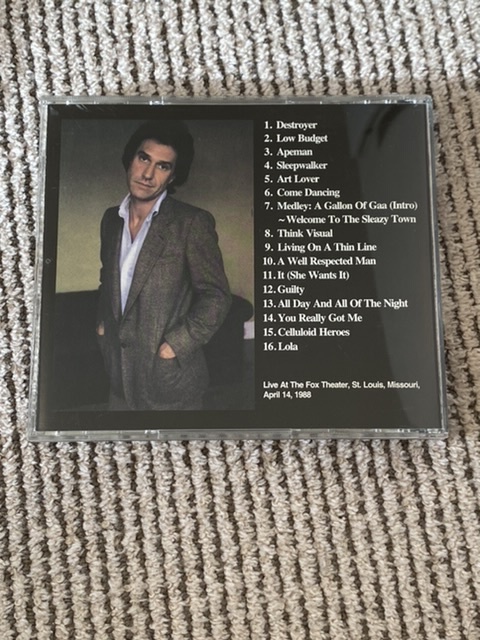 1. Destroyer
2. Low Budget
3. Apeman
4. Sleepwalker
5. Art Lover
6. Come Dancing
7. Medley: A Gallon Of Gaa (Intro)
~ Welcome To The Sleazy Town
8. Think Visual
9. Living On A Thin Line
10. A Well Respected Man
11. It (She Wants It)
12. Guilty
13. All Day And All Of The Night
14. You Really Got Me
15. Celluloid Heroes
16. Lola
Live At The Fox Theater, St. Louis, Missouri,
April 14, 1988